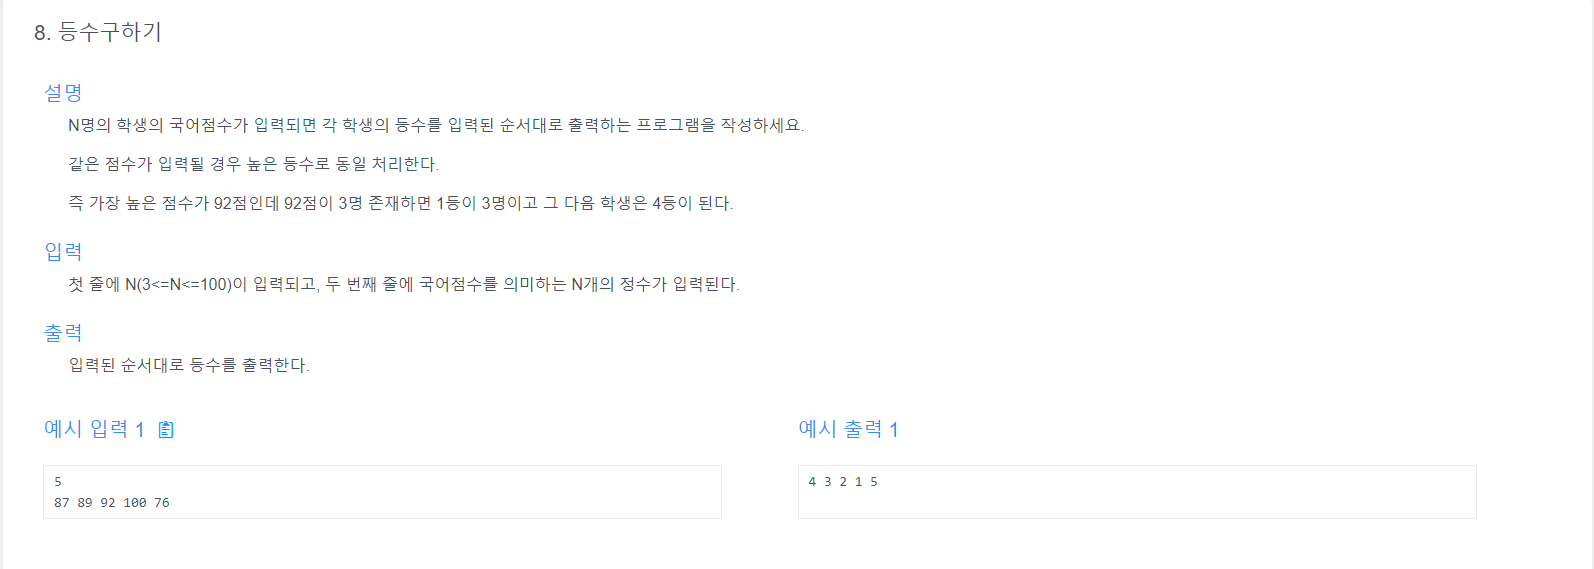 8. 등수구하기
설명
N명의 학생의 국어점수가 입력되면 각 학생의 등수를 입력된 순서대로 출력하는 프로그램을 작성하세요.
같은 점수가 입력될 경우 높은 등수로 동일 처리한다.
즉 가장 높은 점수가 92점인데 92점이 3명 존재하면 1등이 3명이고 그 다음 학생은 4등이 된다.
입력
첫 줄에 N(3<=N<=100)이 입력되고, 두 번째 줄에 국어점수를 의미하는 N개의 정수가 입력된다.
출력
입력된 순서대로 등수를 출력한다.
예시 입력 1
5
87 89 92 100 76
예시 출력 1
4 3 2 1 5